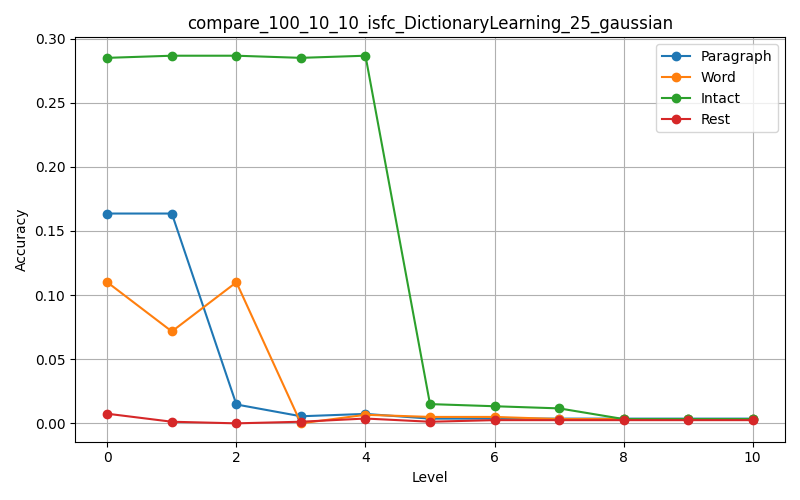 compare_100_10_10_isfc_DictionaryLearning_25_gaussian
Paragraph
Word
Intact
Rest
0.30
0.25
0.20
0.15
0.10
0.05
0.00
Accuracy
0 2 4 6 8 10
Level